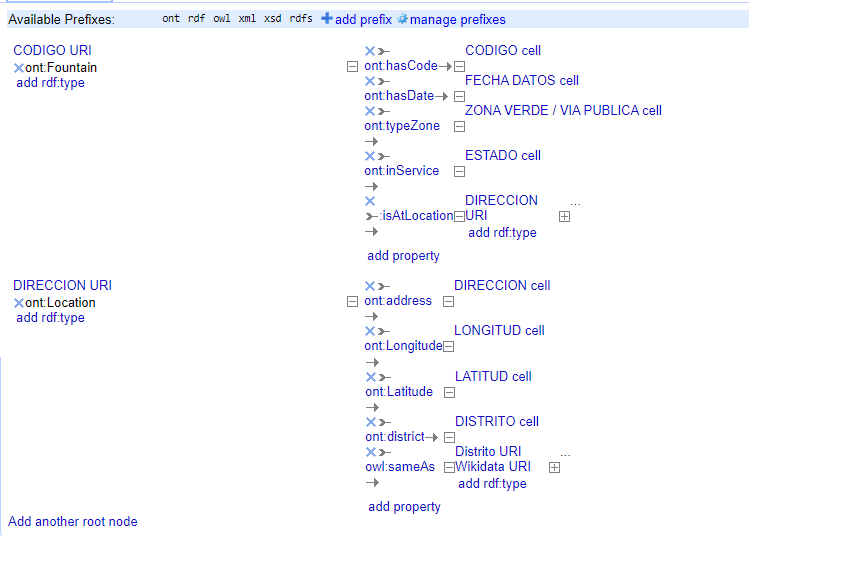 Available Prefixes: ont rdf owl xml xsd rdfs add prefix manage prefixes
CODIGO URI
ont:Fountain
add rdf:type
CODIGO cell
ont:hasCode
FECHA DATOS cell
ont:hasDate
ZONA VERDE / VIA PUBLICA cell
ont:typeZone
ESTADO cell
ont:inService
DIRECCION ...
:isAtLocation URI
add rdf:type
add property
DIRECCION URI
ont:Location
add rdf:type
DIRECCION cell
ont:address
LONGITUD cell
ont:Longitude
LATITUD cell
ont:Latitude
DISTRITO cell
ont:district
Distrito URI ...
owl:sameAs Wikidata URI
add rdf:type
add property
Add another root node